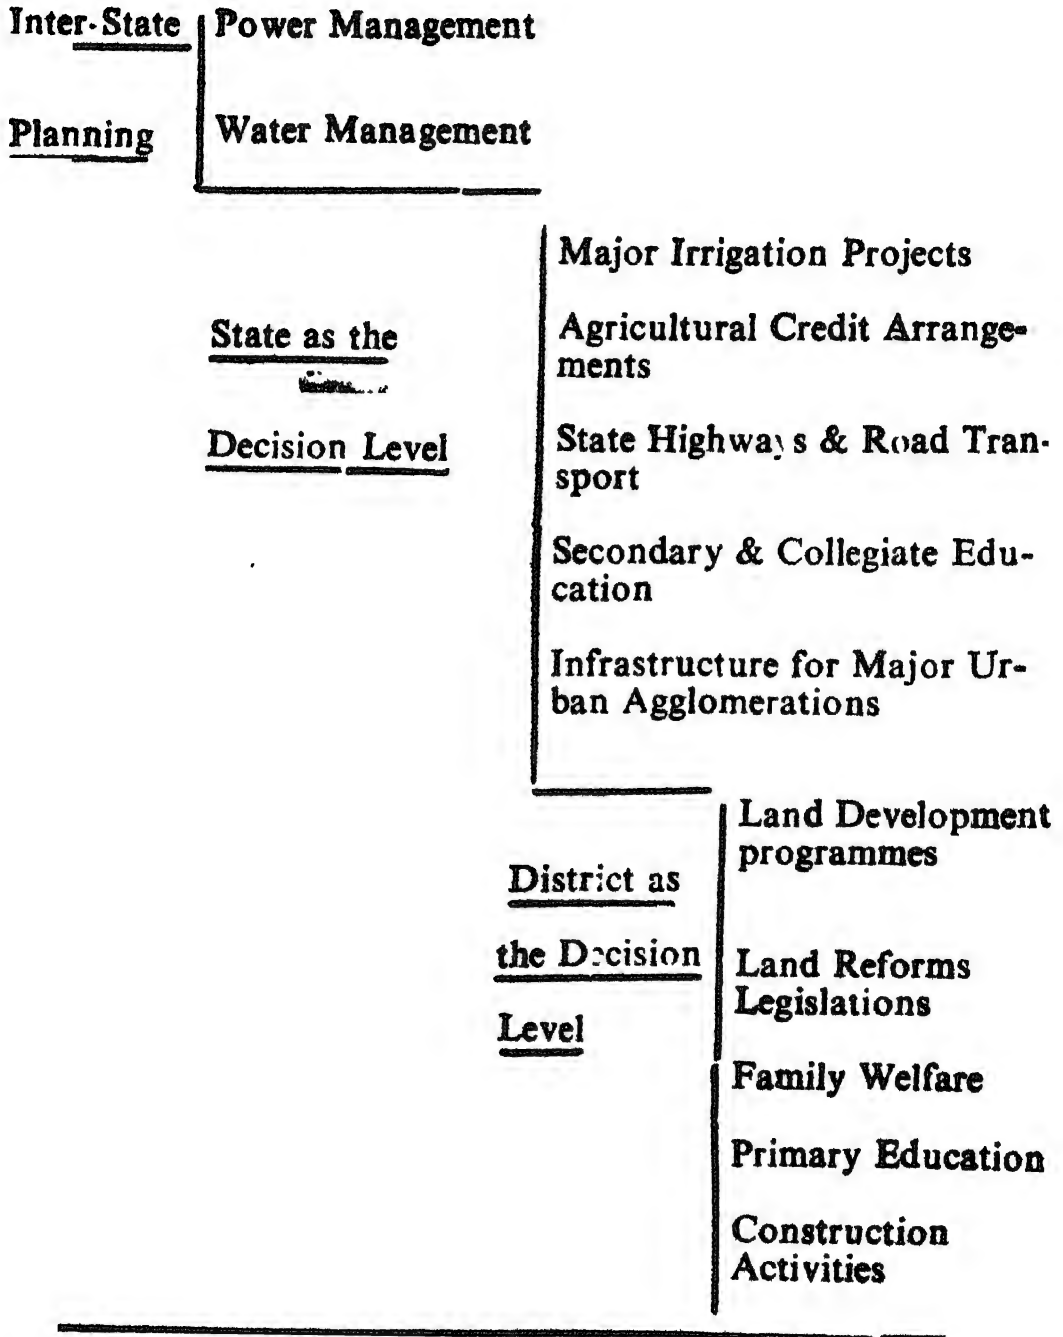 Inter-State Power Management
Planning Water Management
Major Irrigation Projects
State as the
Agricultural Credit Arrange-
ments
Decision Level
State Highways & Road Tran-
sport
Secondary & Collegiate Edu-
cation
Infrastructure for Major Ur-
ban Agglomerations
Land Development
programmes
District as
the Decision
Level
Land Reforms
Legislations
Family Welfare
Primary Education
Construction
Activities